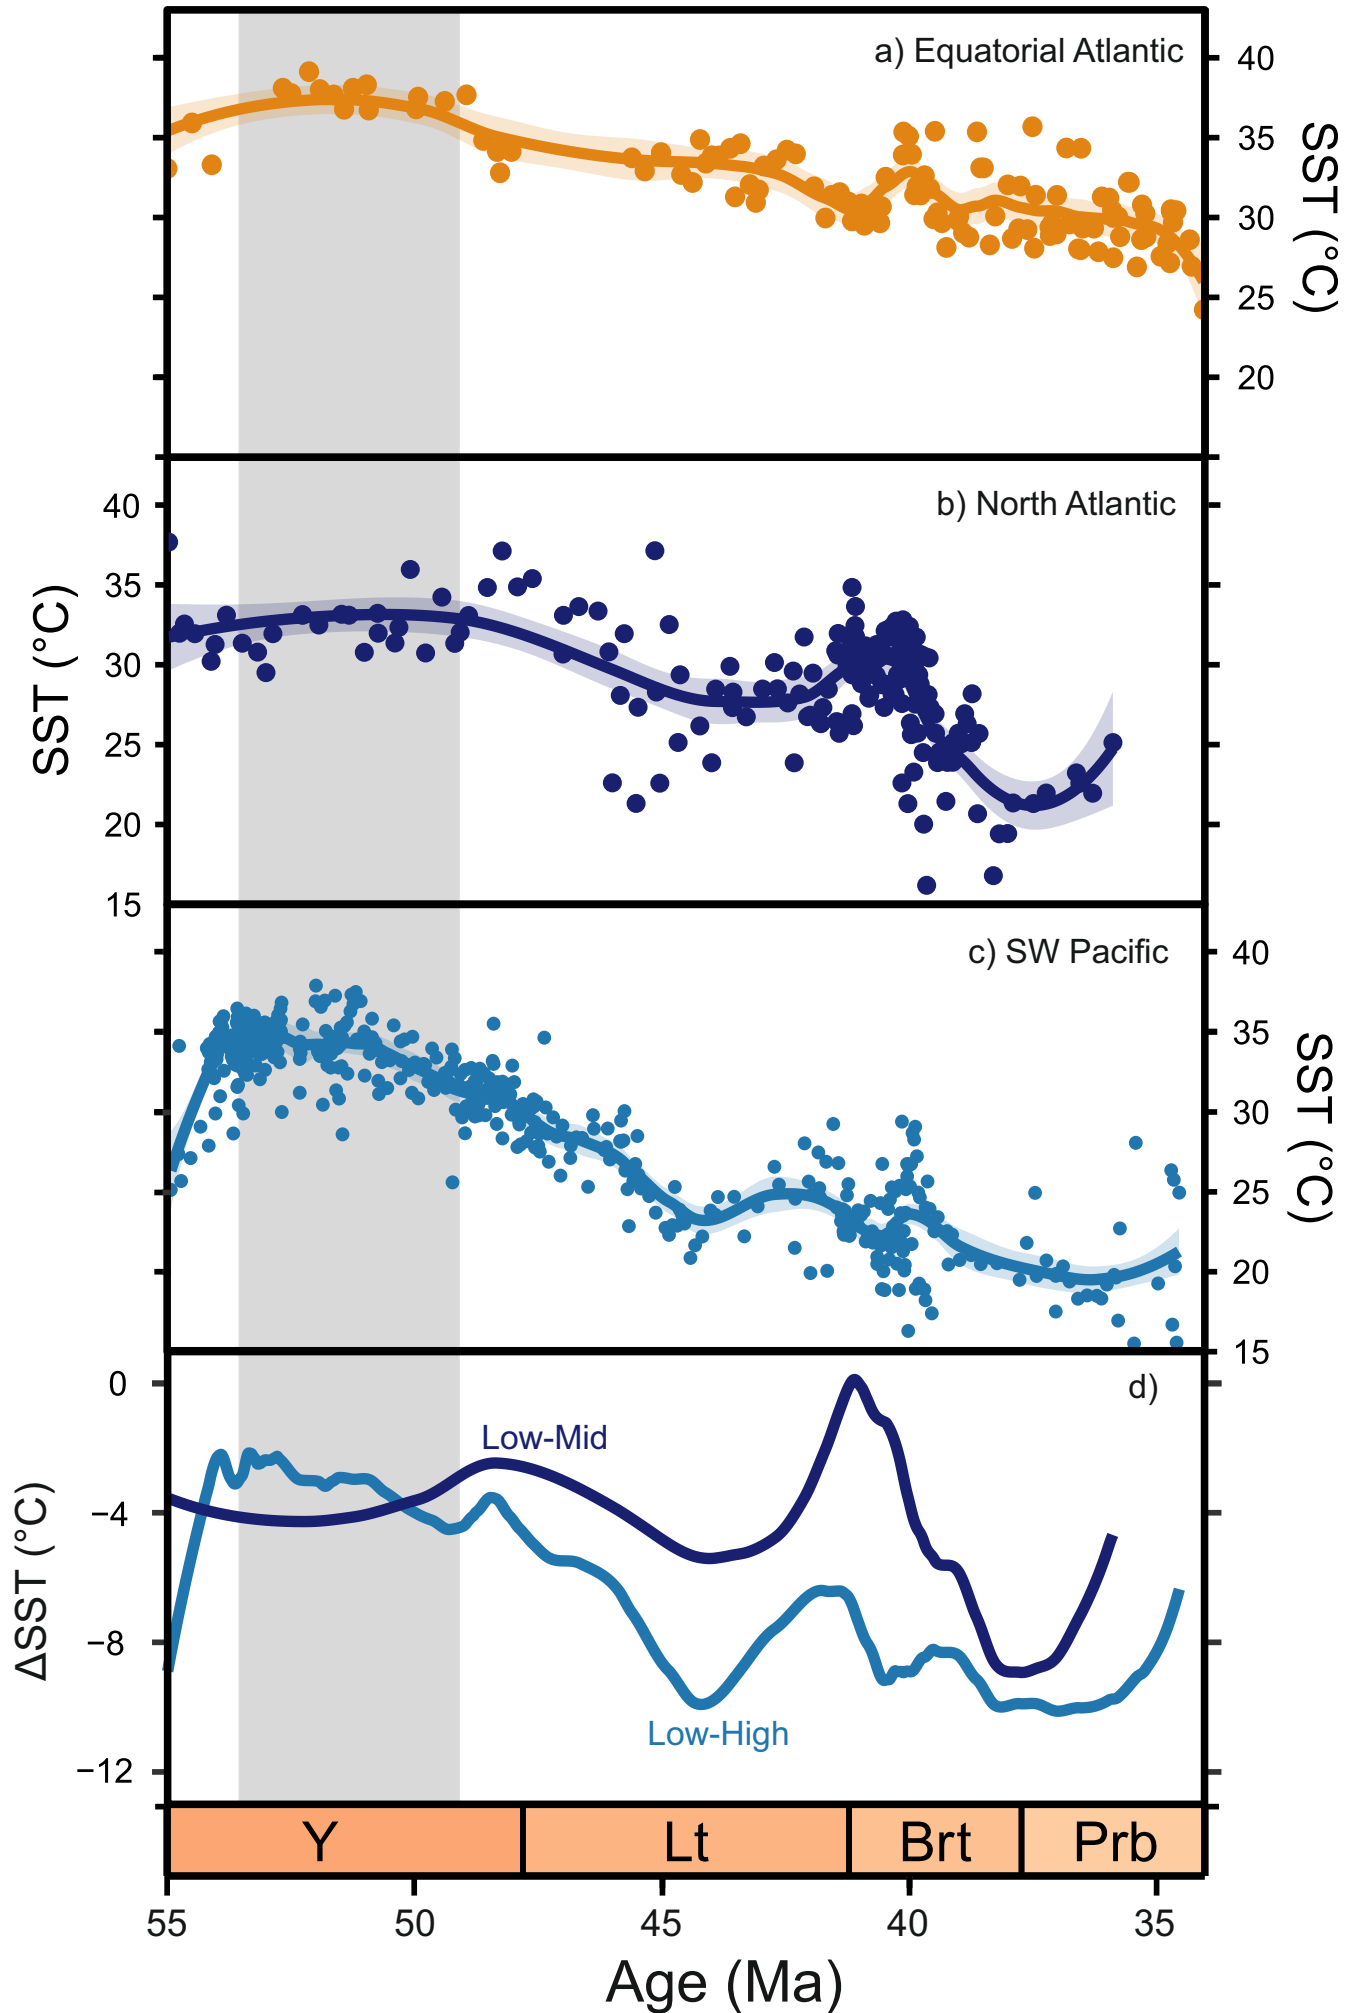 a) Equatorial Atlantic
40
35
30
25
20
SST (°C)
b) North Atlantic
40
35
30
25
20
15
SST (°C)
c) SW Pacific
40
35
30
25
20
15
SST (°C)
d)
0
−4
−8
−12
ΔSST (°C)
Low-Mid
Low-High
Y Lt Brt Prb
55 50 45 40 35
Age (Ma)